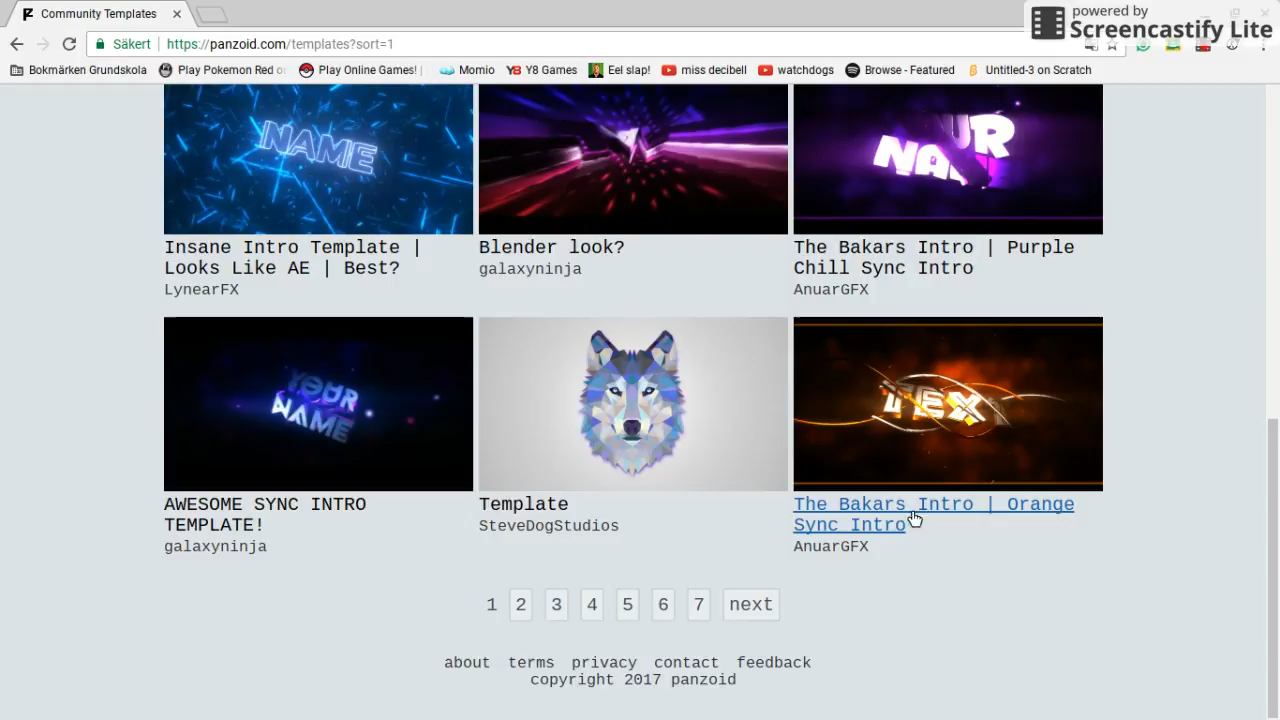 Community Templates
powered by
Screencastify Lite
Säkert
https://panzoid.com/templates?sort=1
Bokmärken Grundskola
Play Pokemon Red o
Play Online Games! |
Momio
Y8 Games
Eel slap!
miss decibell
watchdogs
Browse - Featured
Untitled-3 on Scratch
NAME
Insane Intro Template |
Looks Like AE | Best?
LynearFX
Blender look?
galaxyninja
The Bakars Intro | Purple
Chill Sync Intro
AnuarGFX
YOUR
NAME
AWESOME SYNC INTRO
TEMPLATE!
galaxyninja
Template
SteveDogStudios
TEXT
The Bakars Intro | Orange
Sync Intro
AnuarGFX
1 2 3 4 5 6 7 next
about terms privacy contact feedback
copyright 2017 panzoid